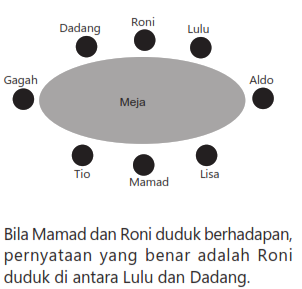 Roni
Dadang
Lulu
Gagah
Aldo
Meja
Tio
Mamad
Lisa
Bila Mamad dan Roni duduk berhadapan,
pernyataan yang benar adalah Roni
duduk di antara Lulu dan Dadang.